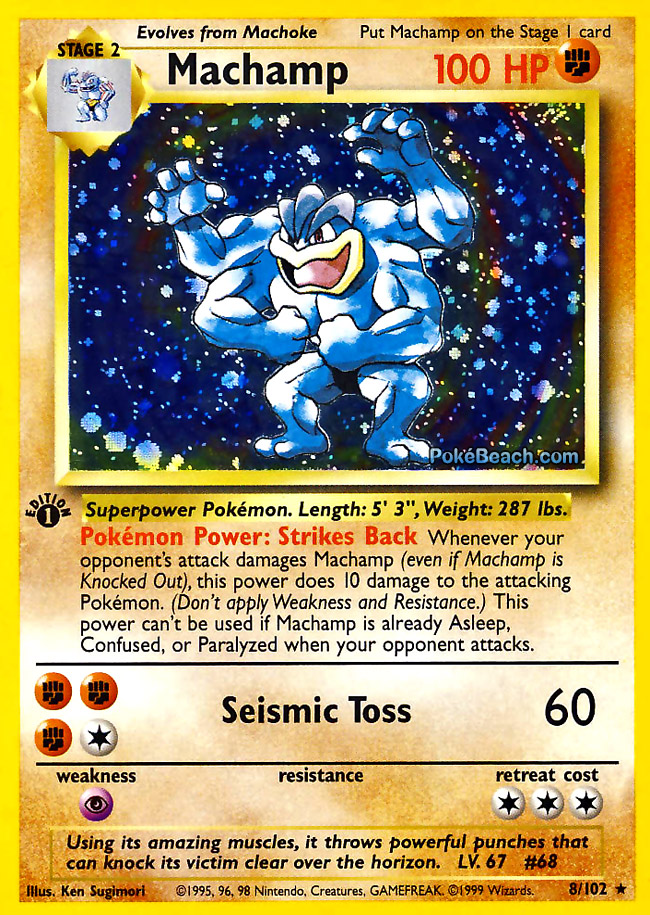 Evolves from Machoke
Put Machamp on the Stage 1 card
STAGE 2
Machamp
100 HP
PokéBeach.com
EDITION
1
Superpower Pokémon. Length: 5' 3", Weight: 287 lbs.
Pokémon Power: Strikes Back Whenever your
opponent's attack damages Machamp (even if Machamp is
Knocked Out), this power does 10 damage to the attacking
Pokémon. (Don't apply Weakness and Resistance.) This
power can't be used if Machamp is already Asleep,
Confused, or Paralyzed when your opponent attacks.
Seismic Toss
60
weakness
resistance
retreat cost
Using its amazing muscles, it throws powerful punches that
can knock its victim clear over the horizon. LV. 67 #68
Illus. Ken Sugimori
©1995, 96, 98 Nintendo, Creatures, GAMEFREAK. ©1999 Wizards.
8/102 ★